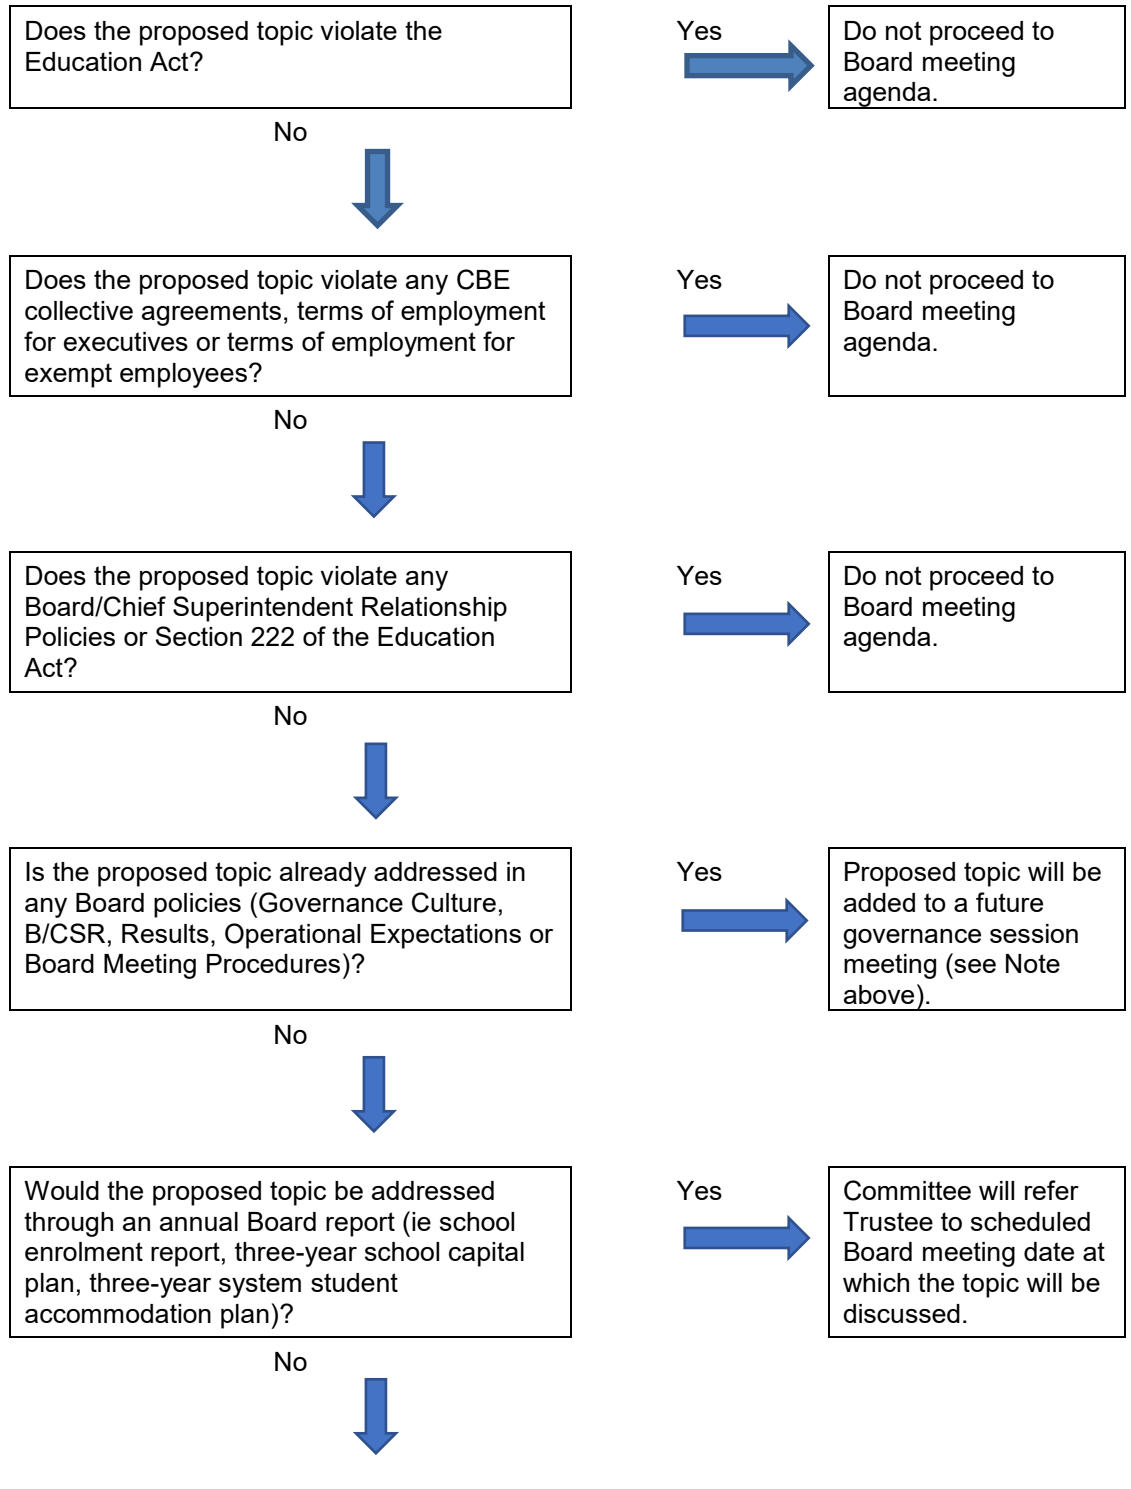 Does the proposed topic violate the
Education Act?
Yes
Do not proceed to
Board meeting
agenda.
No
Does the proposed topic violate any CBE
collective agreements, terms of employment
for executives or terms of employment for
exempt employees?
Yes
Do not proceed to
Board meeting
agenda.
No
Does the proposed topic violate any
Board/Chief Superintendent Relationship
Policies or Section 222 of the Education
Act?
Yes
Do not proceed to
Board meeting
agenda.
No
Is the proposed topic already addressed in
any Board policies (Governance Culture,
B/CSR, Results, Operational Expectations or
Board Meeting Procedures)?
Yes
Proposed topic will be
added to a future
governance session
meeting (see Note
above).
No
Would the proposed topic be addressed
through an annual Board report (ie school
enrolment report, three-year school capital
plan, three-year system student
accommodation plan)?
Yes
Committee will refer
Trustee to scheduled
Board meeting date at
which the topic will be
discussed.
No